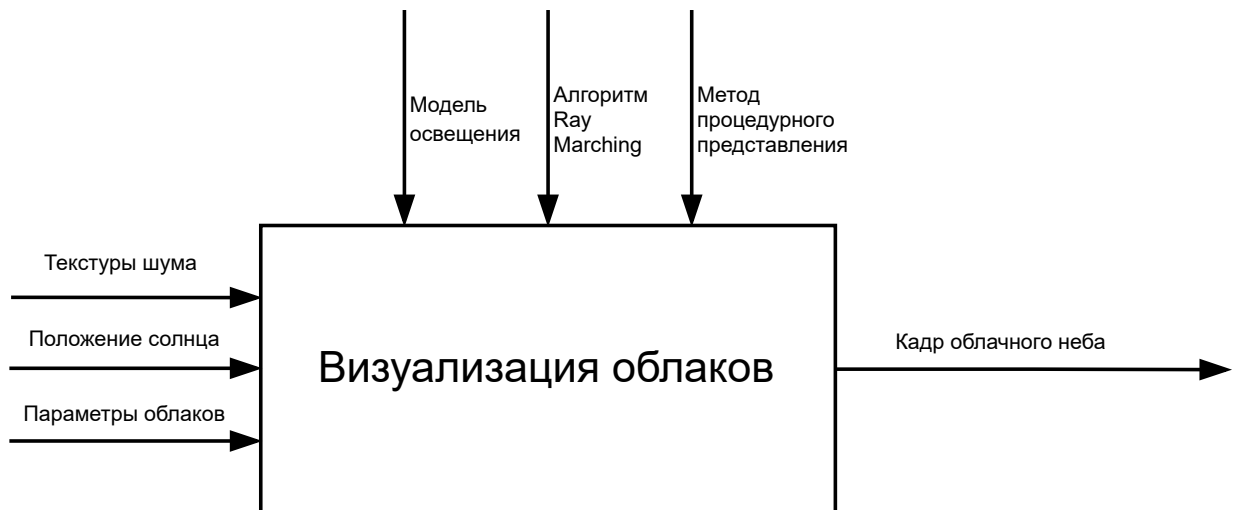 Модель
освещения
Алгоритм
Ray
Marching
Метод
процедурного
представления
Текстуры шума
Положение солнца
Параметры облаков
Визуализация облаков
Кадр облачного неба